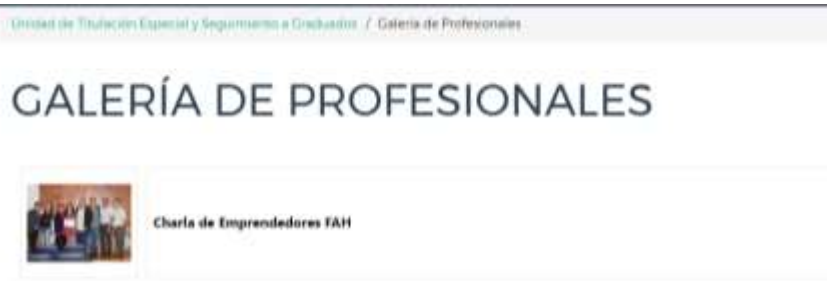 Unidad de Titulación Especial y Seguimiento a Graduados / Galería de Profesionales
GALERÍA DE PROFESIONALES
Charla de Emprendedores FAH